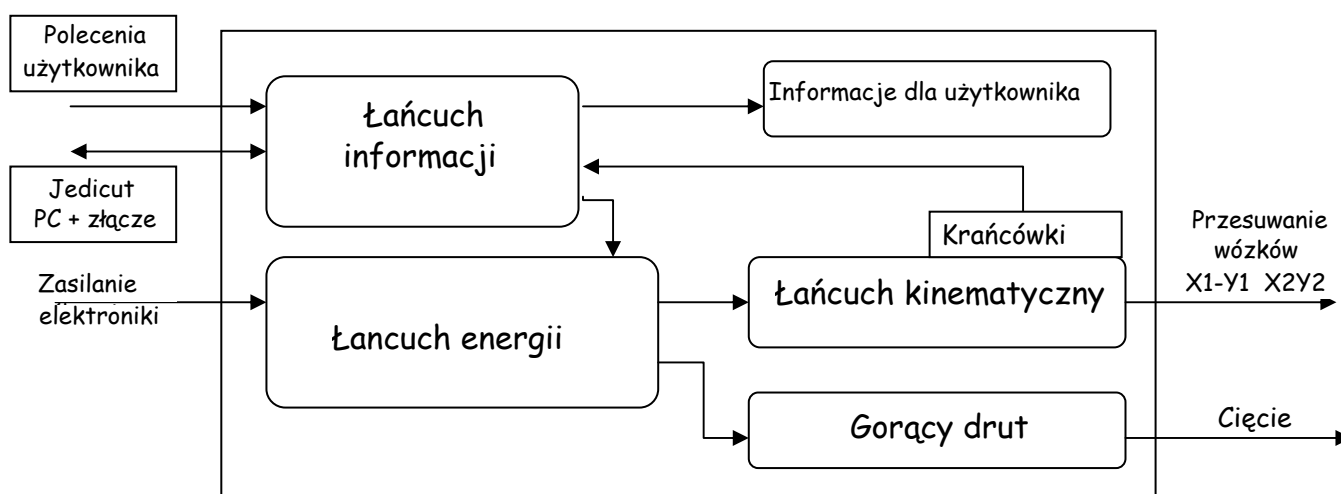 Polecenia
użytkownika
Łańcuch
informacji
Informacje dla użytkownika
Jedicut
PC + złącze
Krańcówki
Przesuwanie
wózków
X1-Y1 X2Y2
Zasilanie
elektroniki
Łancuch energii
Łańcuch kinematyczny
Gorący drut
Cięcie